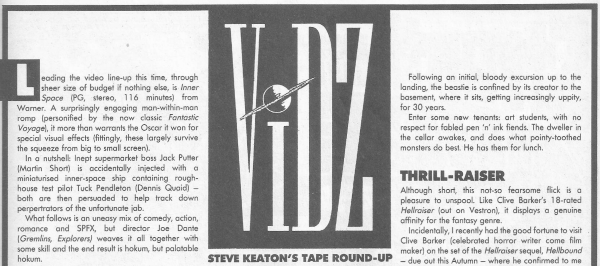 Leading the video line-up this time, through
sheer size of budget if nothing else, is Inner
Space (PG, stereo, 116 minutes) from
Warner. A surprisingly engaging man-within-man
romp (personified by the now classic Fantastic
Voyage), it more than warrants the Oscar it won for
special visual effects (fittingly, these largely survive
the squeeze from big to small screen).
In a nutshell: Inept supermarket boss Jack Putter
(Martin Short) is accidentally injected with a
miniaturised inner-space ship containing rough-
house test pilot Tuck Pendleton (Dennis Quaid) –
both are then persuaded to help track down
perpetrators of the unfortunate job.
What follows is an uneasy mix of comedy, action,
romance and SPFX, but director Joe Dante
(Gremlins, Explorers) weaves it all together with
some skill and the end result is hokum, but palatable
hokum.
ViDZ
STEVE KEATON'S TAPE ROUND-UP
Following an initial, bloody excursion up to the
landing, the beastie is confined by its creator to the
basement, where it sits, getting increasingly uppity,
for 30 years.
Enter some new tenants: art students, with no
respect for fabled pen 'n' ink fiends. The dweller in
the cellar awakes, and does what pointy-toothed
monsters do best. He has them for lunch.
THRILL-RAISER
Although short, this not-so fearsome flick is a
pleasure to unspool. Like Clive Barker's 18-rated
Hellraiser (out on Vestron), it displays a genuine
affinity for the fantasy genre.
Incidentally, I recently had the good fortune to visit
Clive Barker (celebrated horror writer come film
maker) on the set of the Hellraiser sequel, Hellbound
– due out this Autumn – where he confirmed to me